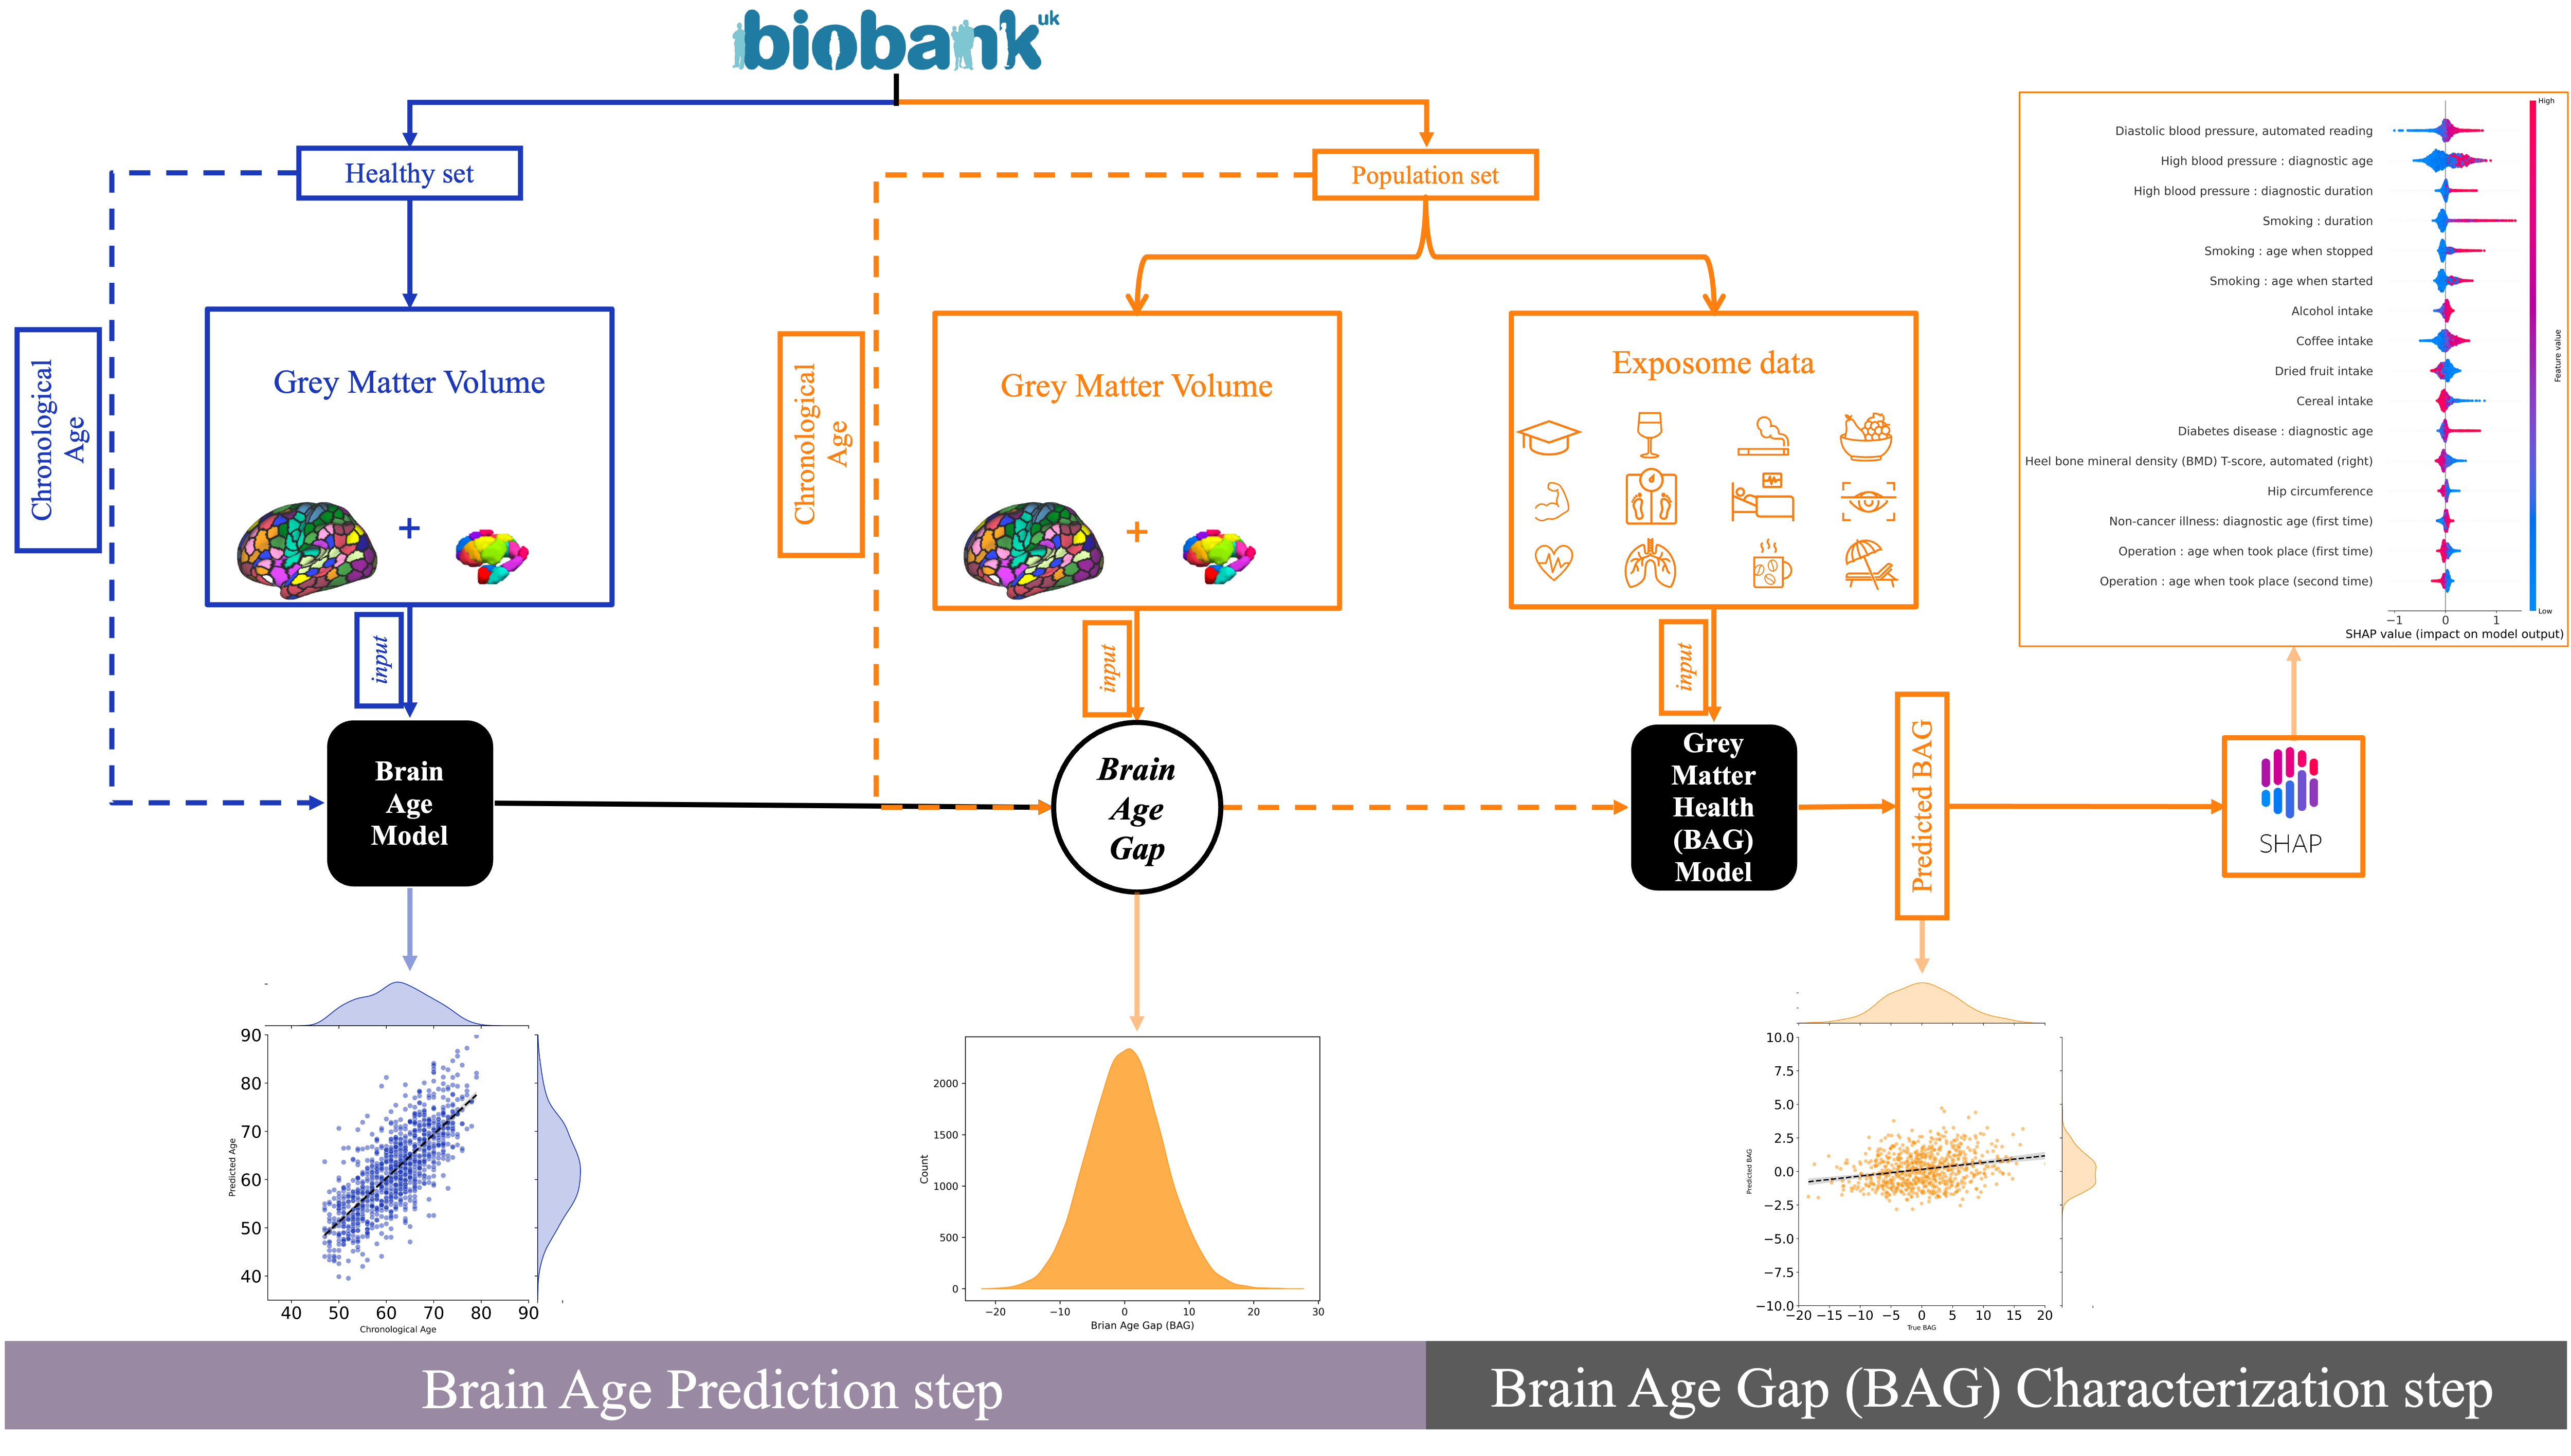 biobank uk
Healthy set
Population set
Chronological
Age
Grey Matter Volume
+
input
Brain
Age
Model
Chronological
Age
Grey Matter Volume
+
input
Brain
Age
Gap
Exposome data
input
Grey
Matter
Health
(BAG)
Model
Predicted BAG
SHAP
High
Diastolic blood pressure, automated reading
High blood pressure : diagnostic age
High blood pressure : diagnostic duration
Smoking : duration
Smoking : age when stopped
Smoking : age when started
Alcohol intake
Coffee intake
Dried fruit intake
Cereal intake
Diabetes disease : diagnostic age
Heel bone mineral density (BMD) T-score, automated (right)
Hip circumference
Non-cancer illness: diagnostic age (first time)
Operation : age when took place (first time)
Operation : age when took place (second time)
Feature value
Low
−1 0 1
SHAP value (impact on model output)
90
80
70
60
50
40
Predicted Age
40 50 60 70 80 90
Chronological Age
2000
1500
1000
500
0
Count
−20 −10 0 10 20 30
Brian Age Gap (BAG)
10.0
7.5
5.0
2.5
0.0
−2.5
−5.0
−7.5
−10.0
Predicted BAG
−20 −15 −10 −5 0 5 10 15 20
True BAG
Brain Age Prediction step
Brain Age Gap (BAG) Characterization step